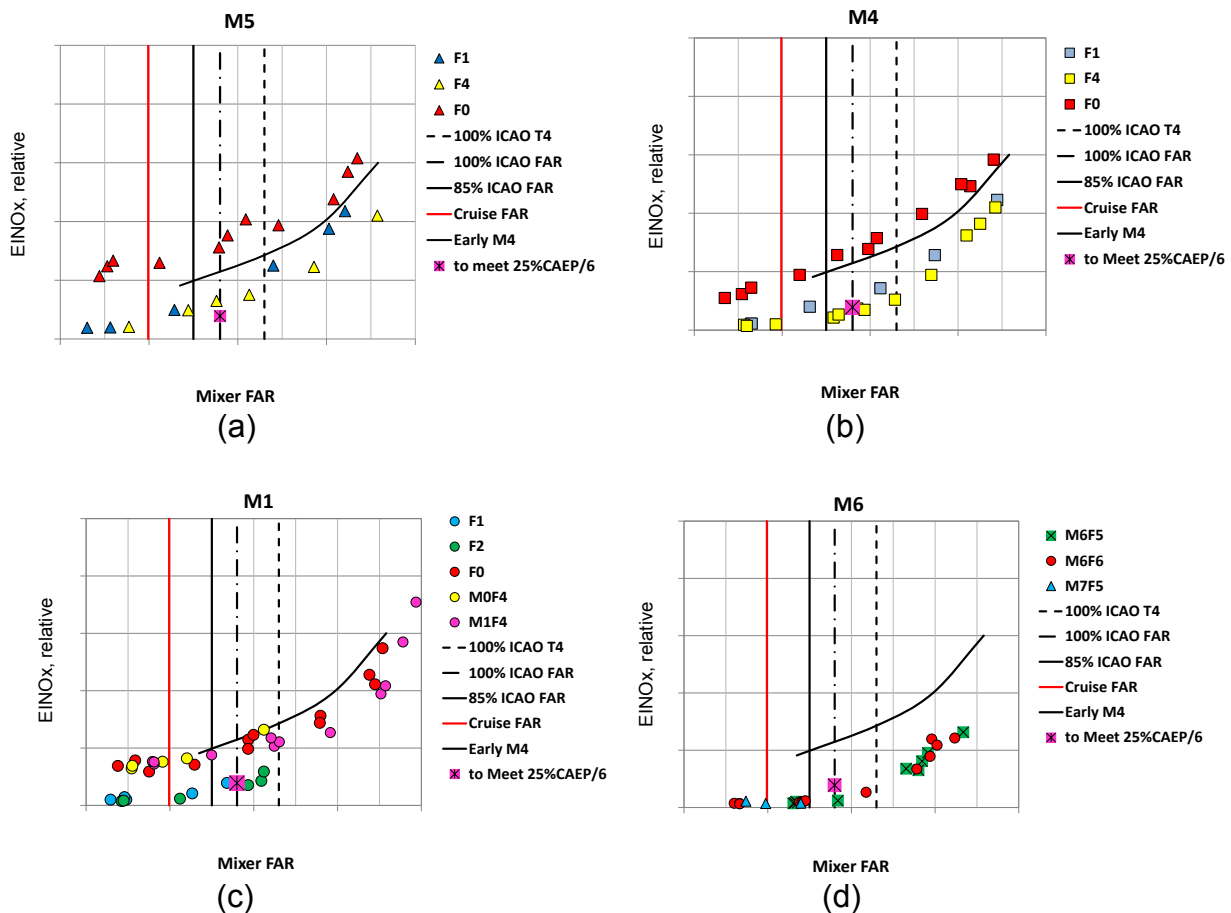 M5
EINOx, relative
F1
F4
F0
100% ICAO T4
100% ICAO FAR
85% ICAO FAR
Cruise FAR
Early M4
to meet 25%CAEP/6
Mixer FAR
(a)
M4
F1
F4
F0
100% ICAO T4
100% ICAO FAR
85% ICAO FAR
Cruise FAR
Early M4
to Meet 25%CAEP/6
Mixer FAR
(b)
M1
EINOx, relative
F1
F2
F0
M0F4
M1F4
100% ICAO T4
100% ICAO FAR
85% ICAO FAR
Cruise FAR
Early M4
to Meet 25%CAEP/6
Mixer FAR
(c)
M6
EINOx, relative
M6F5
M6F6
M7F5
100% ICAO T4
100% ICAO FAR
85% ICAO FAR
Cruise FAR
Early M4
to Meet 25%CAEP/6
Mixer FAR
(d)